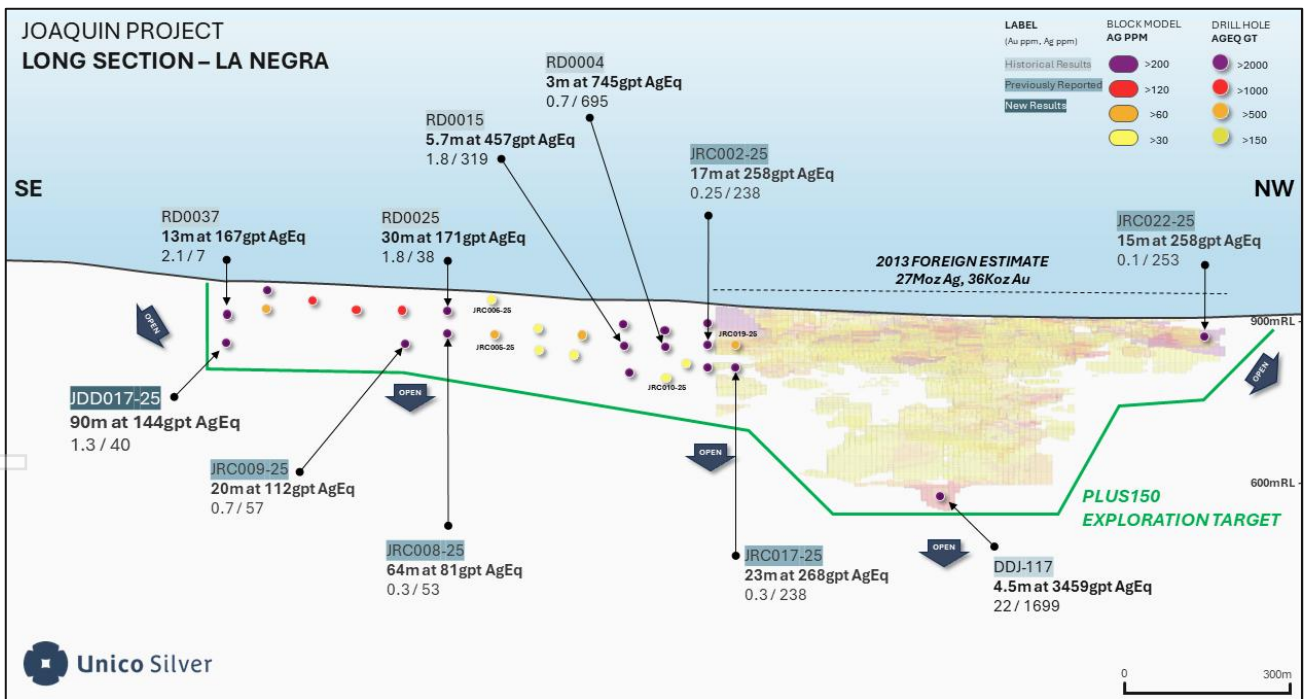 JOAQUIN PROJECT
LONG SECTION – LA NEGRA
LABEL
(Au ppm, Ag ppm)
Historical Results
Previously Reported
New Results
BLOCK MODEL
AG PPM
>200
>120
>60
>30
DRILL HOLE
AGEQ GT
>2000
>1000
>500
>150
SE
NW
RD0004
3m at 745gpt AgEq
0.7 / 695
RD0015
5.7m at 457gpt AgEq
1.8 / 319
JRC002-25
17m at 258gpt AgEq
0.25 / 238
RD0037
13m at 167gpt AgEq
2.1 / 7
RD0025
30m at 171gpt AgEq
1.8 / 38
JRC022-25
15m at 258gpt AgEq
0.1 / 253
2013 FOREIGN ESTIMATE
27Moz Ag, 36Koz Au
OPEN
JRC006-25
JRC005-25
JRC019-25
JRC010-25
900mRL
OPEN
JDD017-25
90m at 144gpt AgEq
1.3 / 40
OPEN
JRC009-25
20m at 112gpt AgEq
0.7 / 57
OPEN
600mRL
PLUS150
EXPLORATION TARGET
JRC008-25
64m at 81gpt AgEq
0.3 / 53
JRC017-25
23m at 268gpt AgEq
0.3 / 238
OPEN
DDJ-117
4.5m at 3459gpt AgEq
22 / 1699
Unico Silver
0
300m